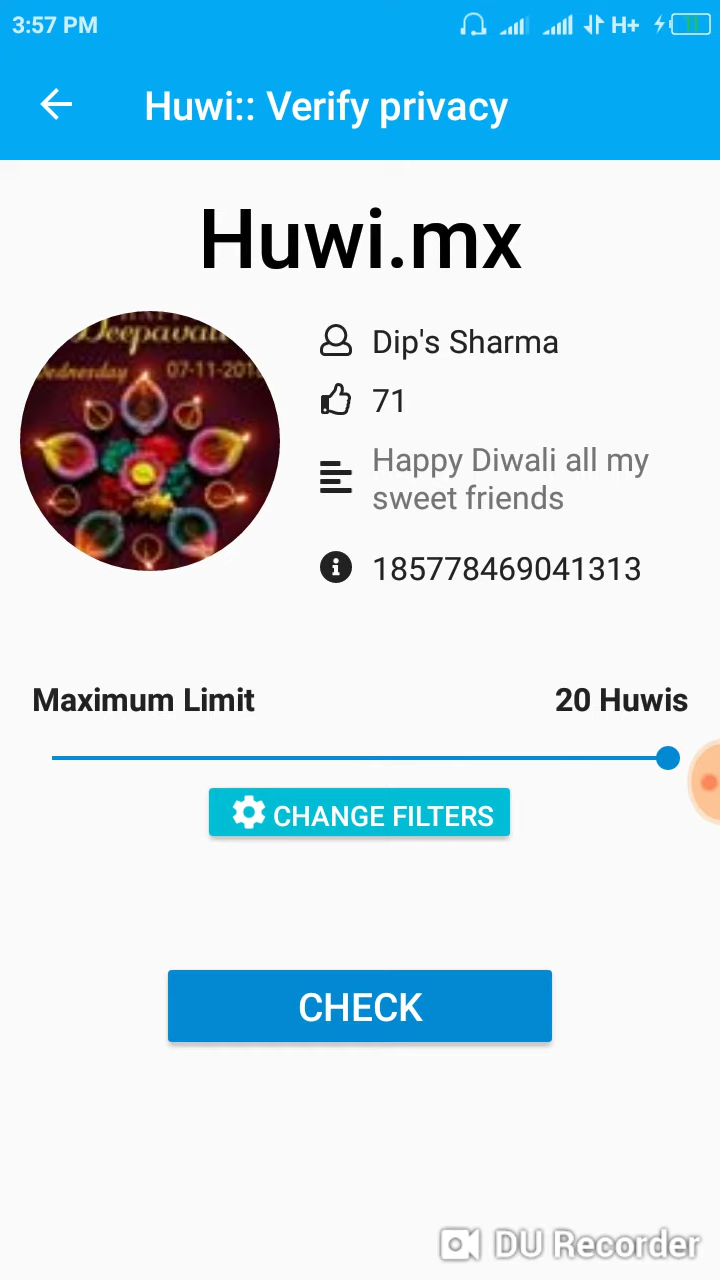 3:57 PM
H+
Huwi:: Verify privacy
Huwi.mx
Deepavali
Wednesday 07-11-201
Dip's Sharma
71
Happy Diwali all my
sweet friends
185778469041313
Maximum Limit
20 Huwis
CHANGE FILTERS
CHECK
DU Recorder